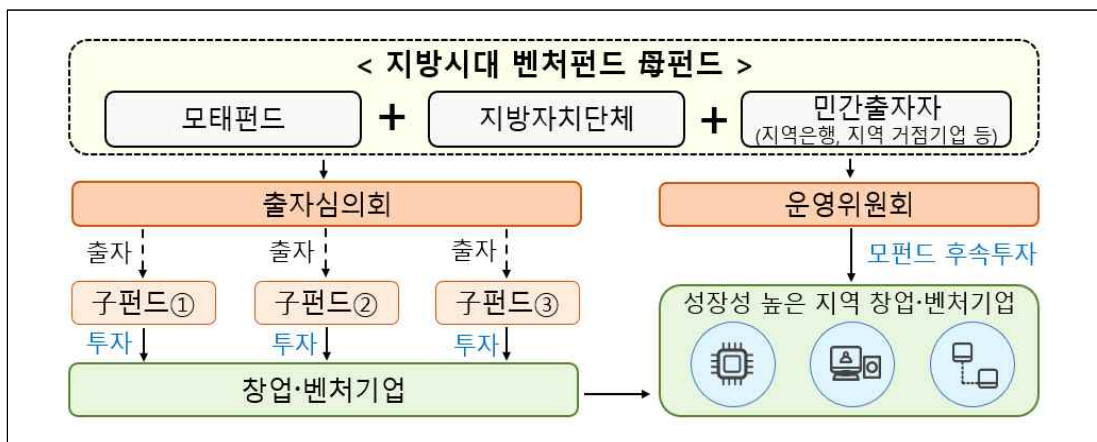 < 지방시대 벤처펀드 母펀드 >
모태펀드 + 지방자치단체 + 민간출자자
(지역은행, 지역 거점기업 등)
출자심의회
운영위원회
출자 출자 출자
모펀드 후속투자
子펀드① 子펀드② 子펀드③
성장성 높은 지역 창업·벤처기업
투자 투자 투자
창업·벤처기업